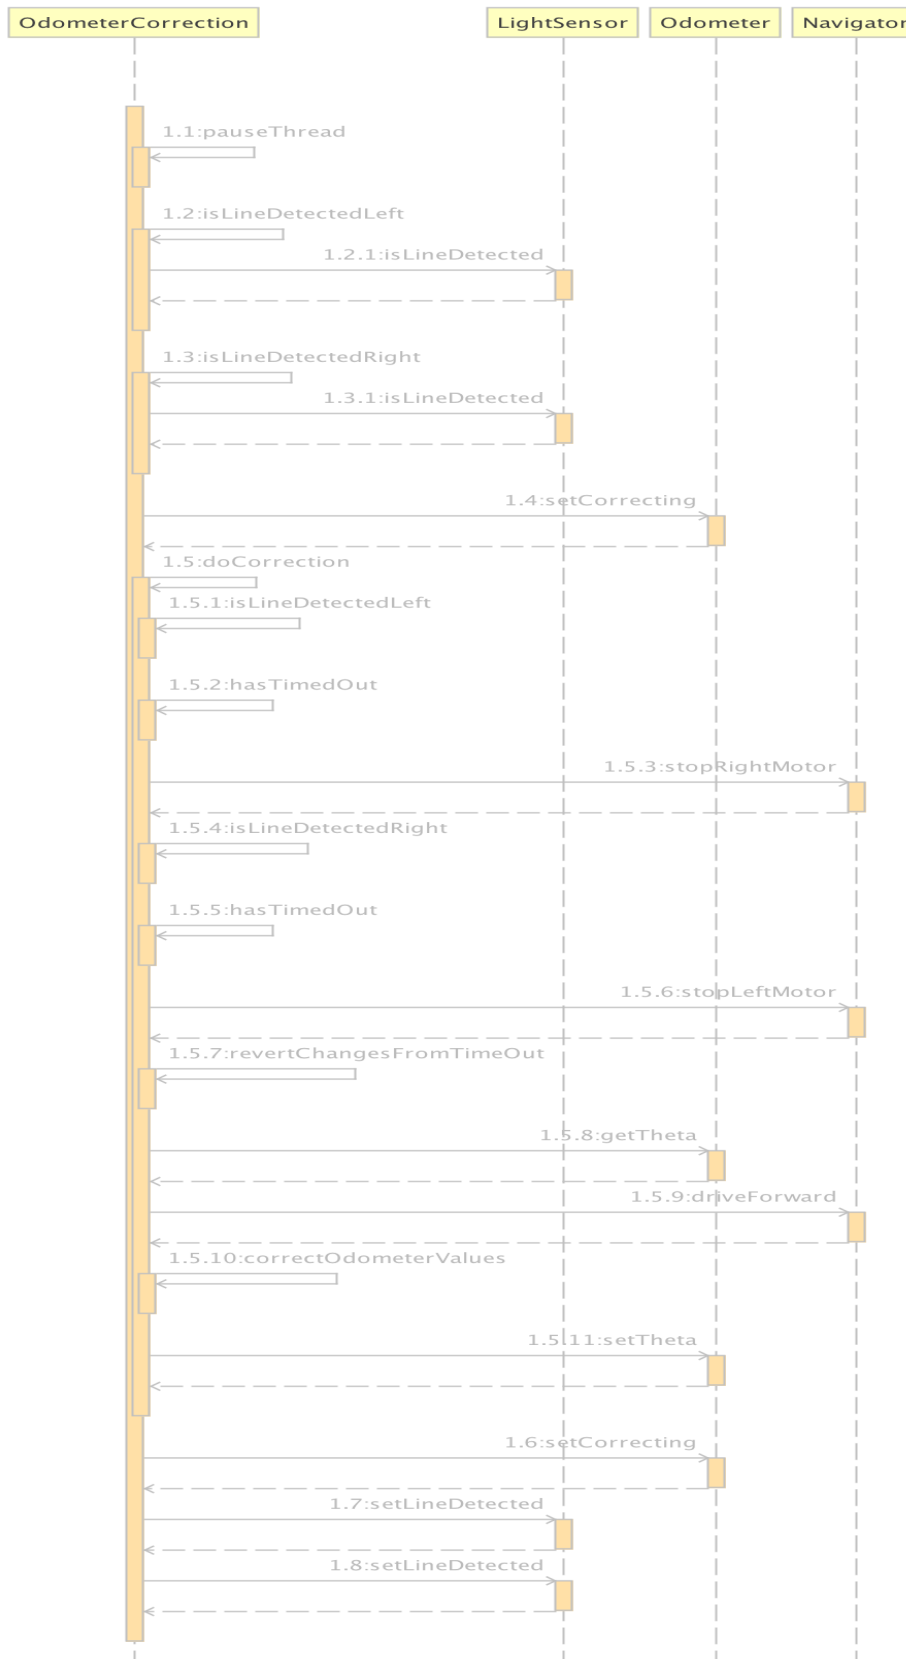 OdometerCorrection LightSensor Odometer Navigator
1.1:pauseThread
1.2:isLineDetectedLeft
1.2.1:isLineDetected
1.3:isLineDetectedRight
1.3.1:isLineDetected
1.4:setCorrecting
1.5:doCorrection
1.5.1:isLineDetectedLeft
1.5.2:hasTimedOut
1.5.3:stopRightMotor
1.5.4:isLineDetectedRight
1.5.5:hasTimedOut
1.5.6:stopLeftMotor
1.5.7:revertChangesFromTimeOut
1.5.8:getTheta
1.5.9:driveForward
1.5.10:correctOdometerValues
1.5.11:setTheta
1.6:setCorrecting
1.7:setLineDetected
1.8:setLineDetected